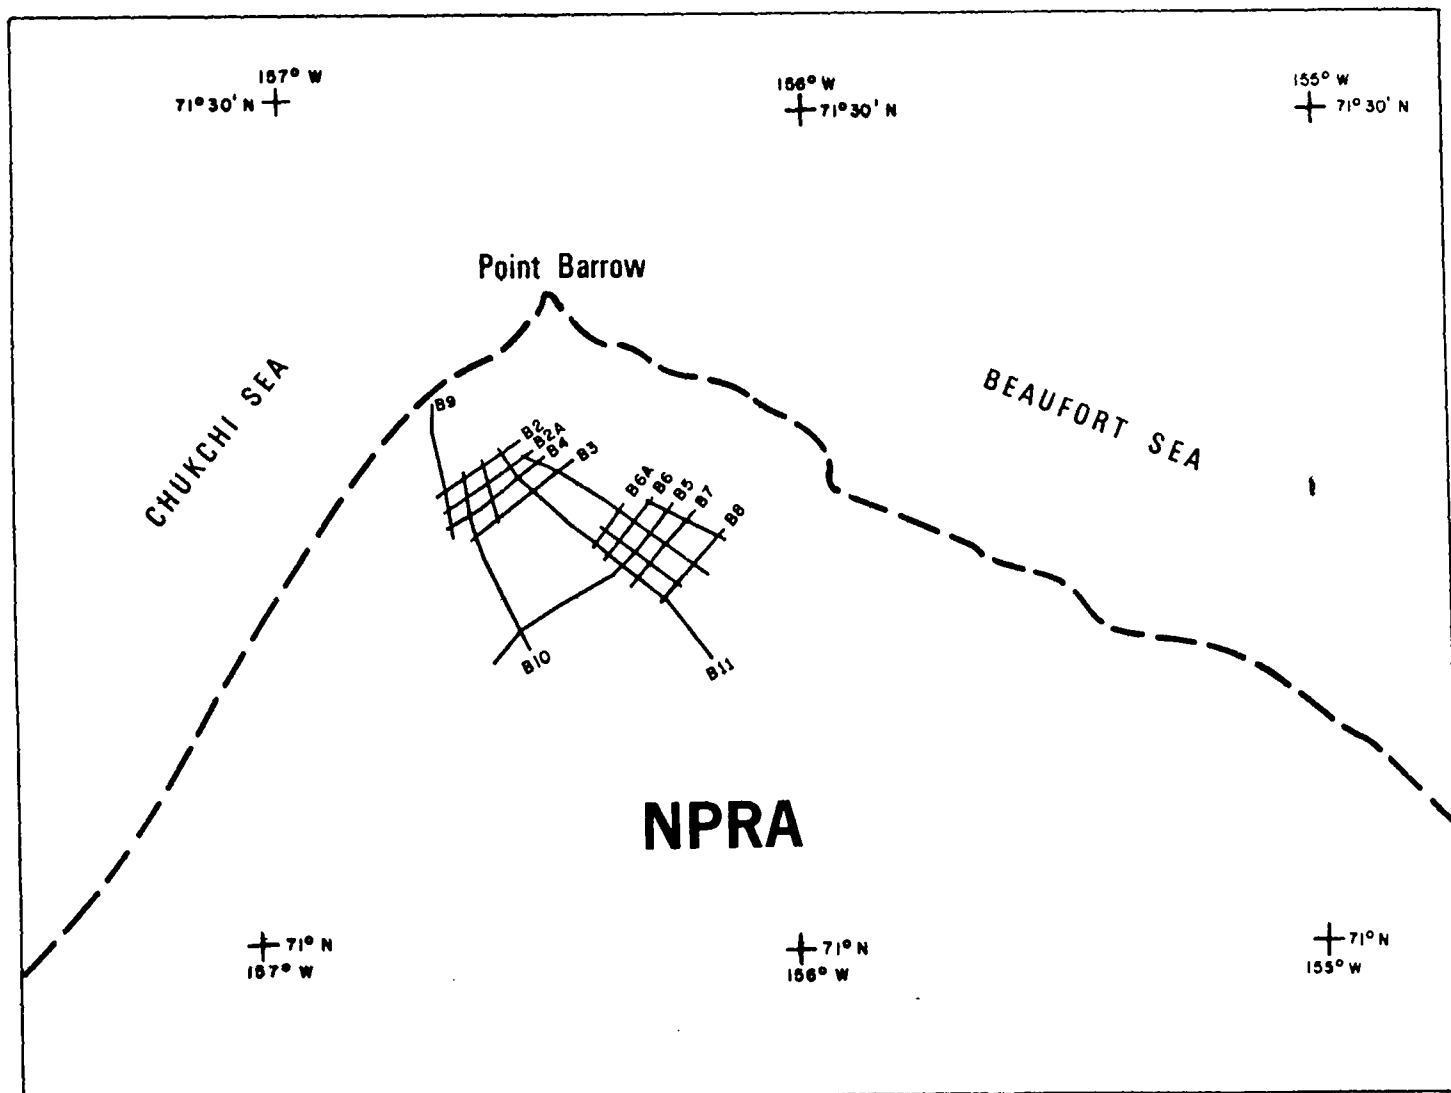 157° W
156° W
155° W
71° 30' N
71° 30' N
71° 30' N
Point Barrow
CHUKCHI SEA
BEAUFORT SEA
B9
B2
B2A
B4
B3
B6A
B6
B5
B7
B8
B10
B11
NPRA
71° N
71° N
71° N
157° W
156° W
155° W